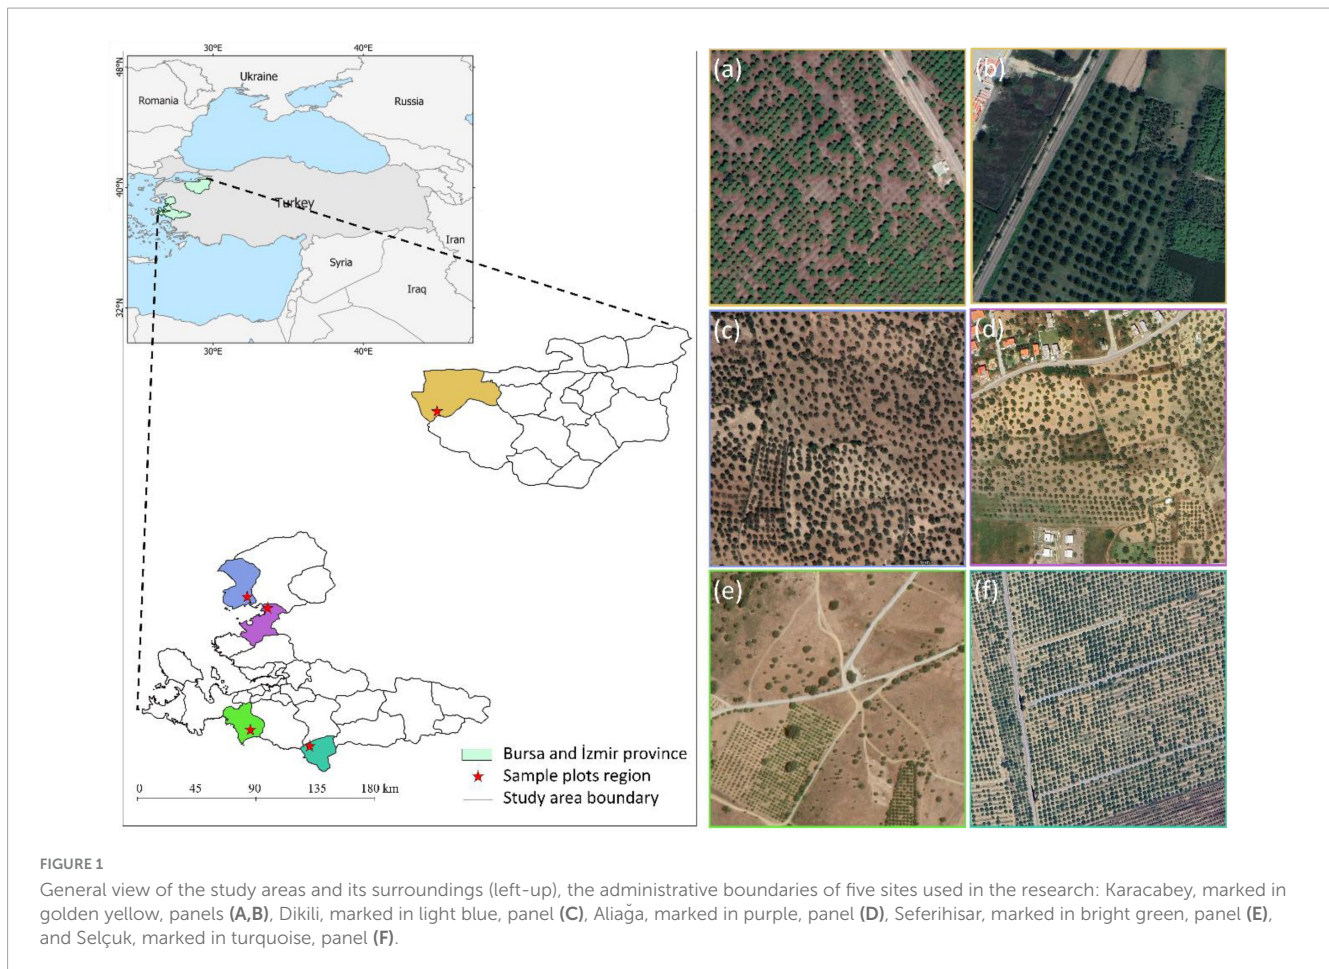 30°E
40°E
48°N
Ukraine
Romania
Russia
40°N
Turkey
Iran
Syria
Iraq
32°N
30°E
40°E
Bursa and İzmir province
Sample plots region
Study area boundary
0 45 90 135 180 km
(a)
(b)
(c)
(d)
(e)
(f)
FIGURE 1
General view of the study areas and its surroundings (left-up), the administrative boundaries of five sites used in the research: Karacabey, marked in
golden yellow, panels (A,B), Dikili, marked in light blue, panel (C), Aliağa, marked in purple, panel (D), Seferihisar, marked in bright green, panel (E),
and Selçuk, marked in turquoise, panel (F).